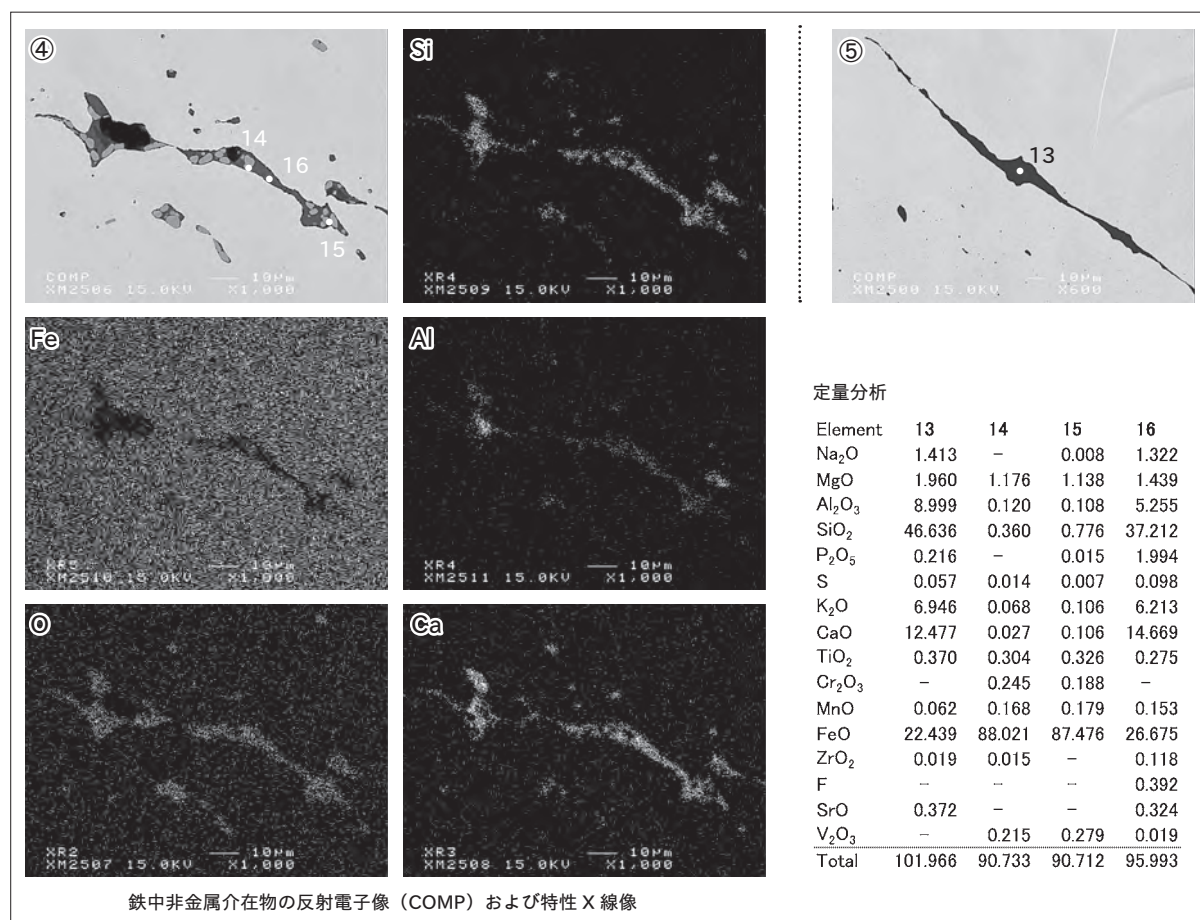 ④
14
16
15
COMP 10μm
XM2506 15.0KV X1,000
Si
XR4 10μm
XM2509 15.0KV X1,000
⑤
13
COMP 10μm
XM2500 15.0KV X600
Fe
XR5 10μm
XM2510 15.0KV X1,000
Al
XR4 10μm
XM2511 15.0KV X1,000
O
XR2 10μm
XM2507 15.0KV X1,000
Ca
XR3 10μm
XM2508 15.0KV X1,000
定量分析
Element 13 14 15 16
Na₂O 1.413 – 0.008 1.322
MgO 1.960 1.176 1.138 1.439
Al₂O₃ 8.999 0.120 0.108 5.255
SiO₂ 46.636 0.360 0.776 37.212
P₂O₅ 0.216 – 0.015 1.994
S 0.057 0.014 0.007 0.098
K₂O 6.946 0.068 0.106 6.213
CaO 12.477 0.027 0.106 14.669
TiO₂ 0.370 0.304 0.326 0.275
Cr₂O₃ – 0.245 0.188 –
MnO 0.062 0.168 0.179 0.153
FeO 22.439 88.021 87.476 26.675
ZrO₂ 0.019 0.015 – 0.118
F – – – 0.392
SrO 0.372 – – 0.324
V₂O₃ – 0.215 0.279 0.019
Total 101.966 90.733 90.712 95.993
鉄中非金属介在物の反射電子像（COMP）および特性 X 線像